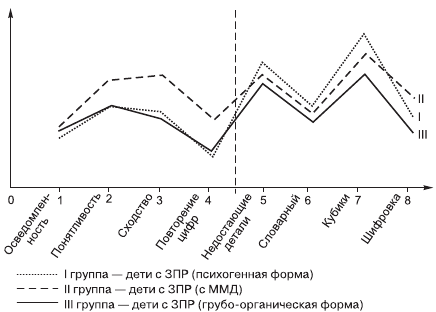 II
I
III
0 1 2 3 4 5 6 7 8
Осведомлен-
ность
Понятливость
Сходство
Повторение
цифр
Недостающие
детали
Словарный
Кубики
Шифровка
I группа — дети с ЗПР (психогенная форма)
II группа — дети с ЗПР (с ММД)
III группа — дети с ЗПР (грубо-органическая форма)